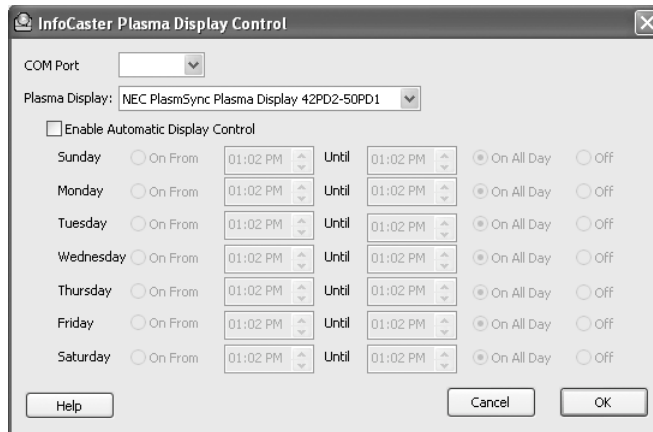 InfoCaster Plasma Display Control
COM Port
Plasma Display: NEC PlasmSync Plasma Display 42PD2-50PD1
Enable Automatic Display Control
Sunday On From 01:02 PM Until 01:02 PM On All Day Off
Monday On From 01:02 PM Until 01:02 PM On All Day Off
Tuesday On From 01:02 PM Until 01:02 PM On All Day Off
Wednesday On From 01:02 PM Until 01:02 PM On All Day Off
Thursday On From 01:02 PM Until 01:02 PM On All Day Off
Friday On From 01:02 PM Until 01:02 PM On All Day Off
Saturday On From 01:02 PM Until 01:02 PM On All Day Off
Help Cancel OK